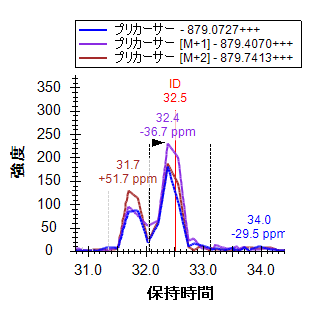 プリカーサー - 879.0727+++
プリカーサー [M+1] - 879.4070+++
プリカーサー [M+2] - 879.7413+++
ID
32.5
32.4
-36.7 ppm
31.7
+51.7 ppm
34.0
-29.5 ppm
強度
350
300
250
200
150
100
50
0
31.0 32.0 33.0 34.0
保持時間